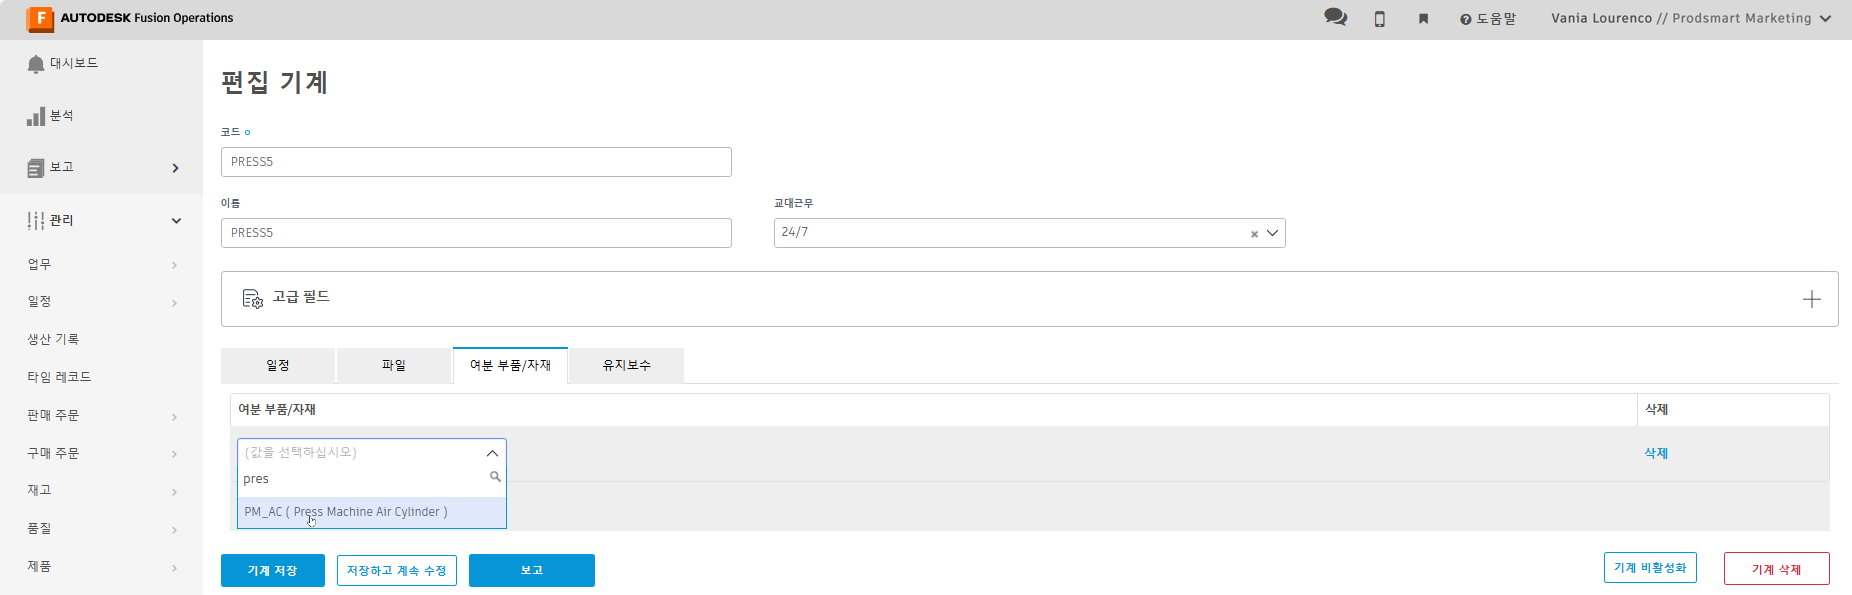 AUTODESK Fusion Operations
도움말
Vania Lourenco // Prodsmart Marketing
대시보드
분석
보고
관리
업무
일정
생산 기록
타임 레코드
판매 주문
구매 주문
재고
품질
제품
편집 기계
코드
PRESS5
이름
PRESS5
교대근무
24/7
고급 필드
일정
파일
여분 부품/자재
유지보수
여분 부품/자재
삭제
(값을 선택하십시오)
삭제
pres
PM_AC ( Press Machine Air Cylinder )
기계 저장
저장하고 계속 수정
보고
기계 비활성화
기계 삭제